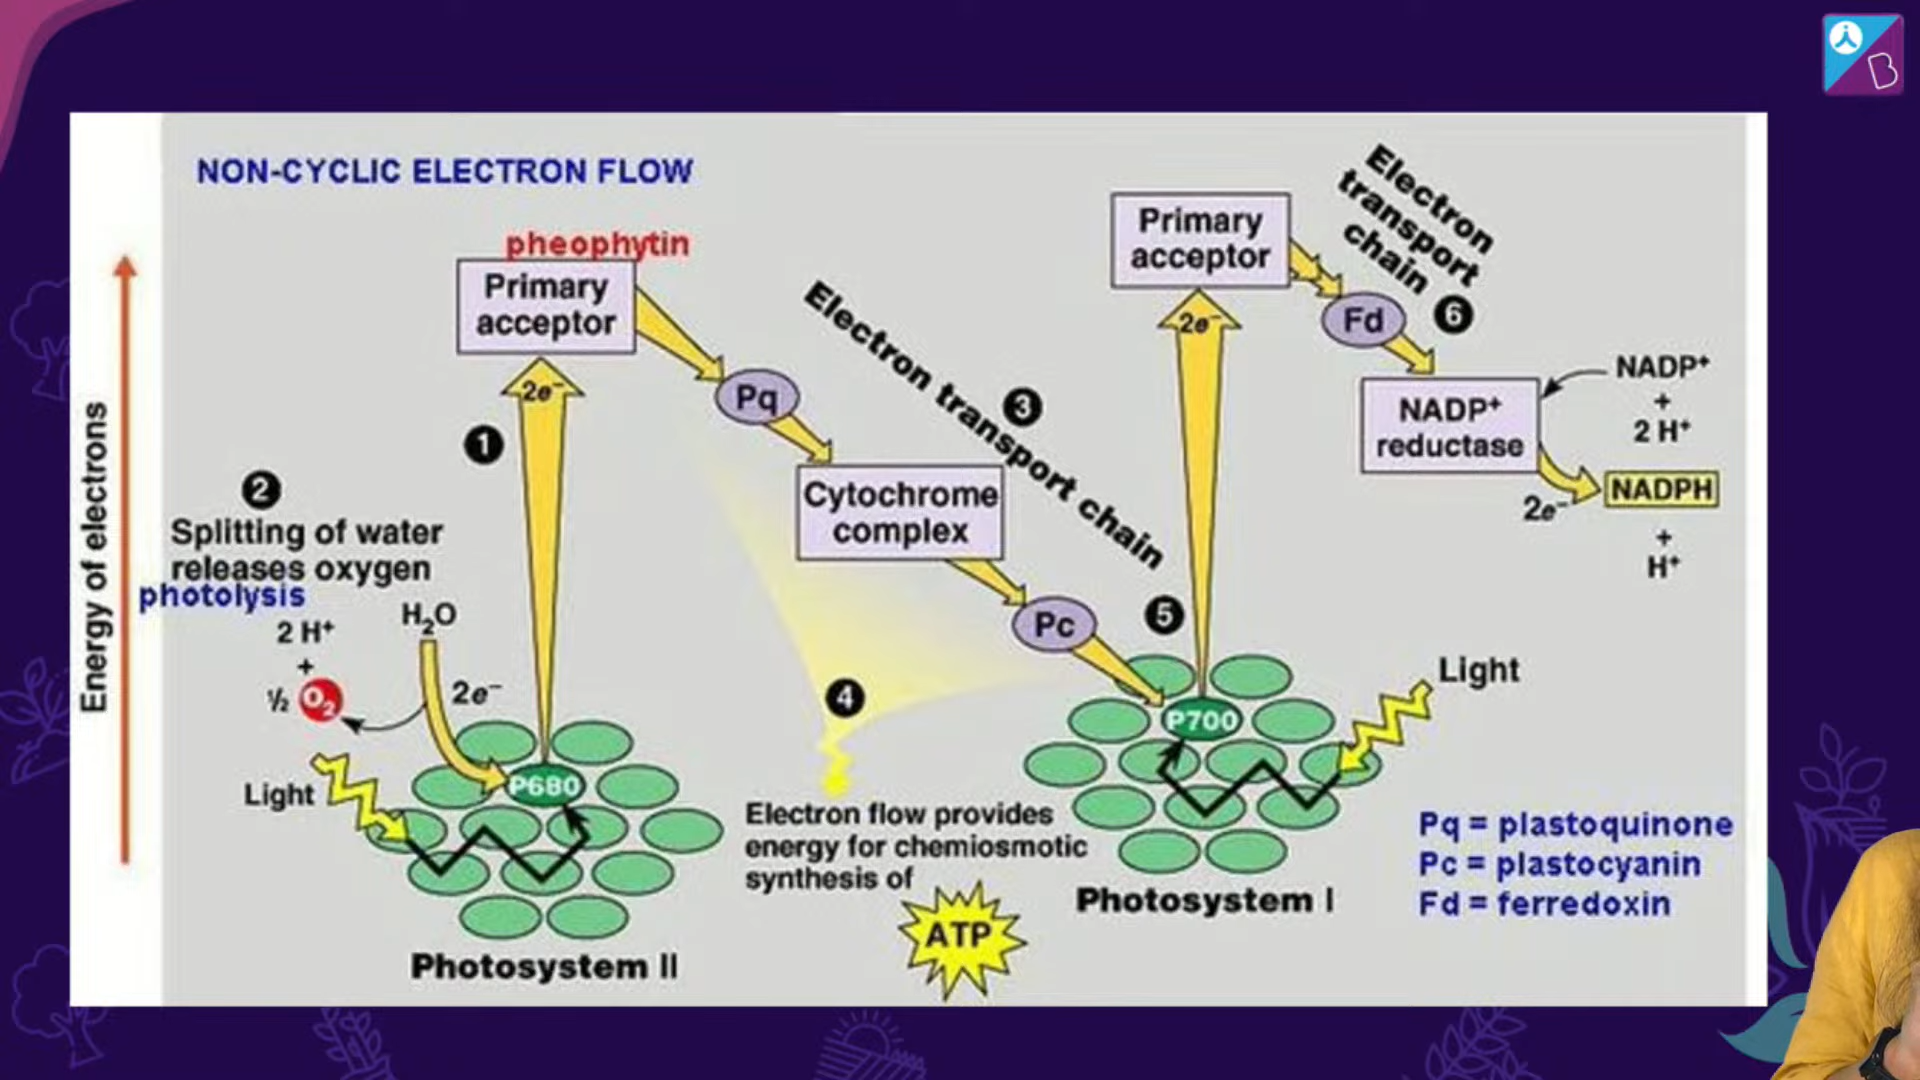 NON-CYCLIC ELECTRON FLOW
Energy of electrons
pheophytin
Primary
acceptor
2e⁻
1
2
Splitting of water
releases oxygen
photolysis
2 H⁺
+
½ O₂
H₂O
2e⁻
Light
P680
Photosystem II
Pq
Cytochrome
complex
Pc
Electron transport chain
3
4
Electron flow provides
energy for chemiosmotic
synthesis of
ATP
5
Primary
acceptor
2e⁻
Electron
transport
chain
6
Fd
NADP⁺
reductase
NADP⁺
+
2 H⁺
2e⁻
NADPH
+
H⁺
Light
P700
Photosystem I
Pq = plastoquinone
Pc = plastocyanin
Fd = ferredoxin
B